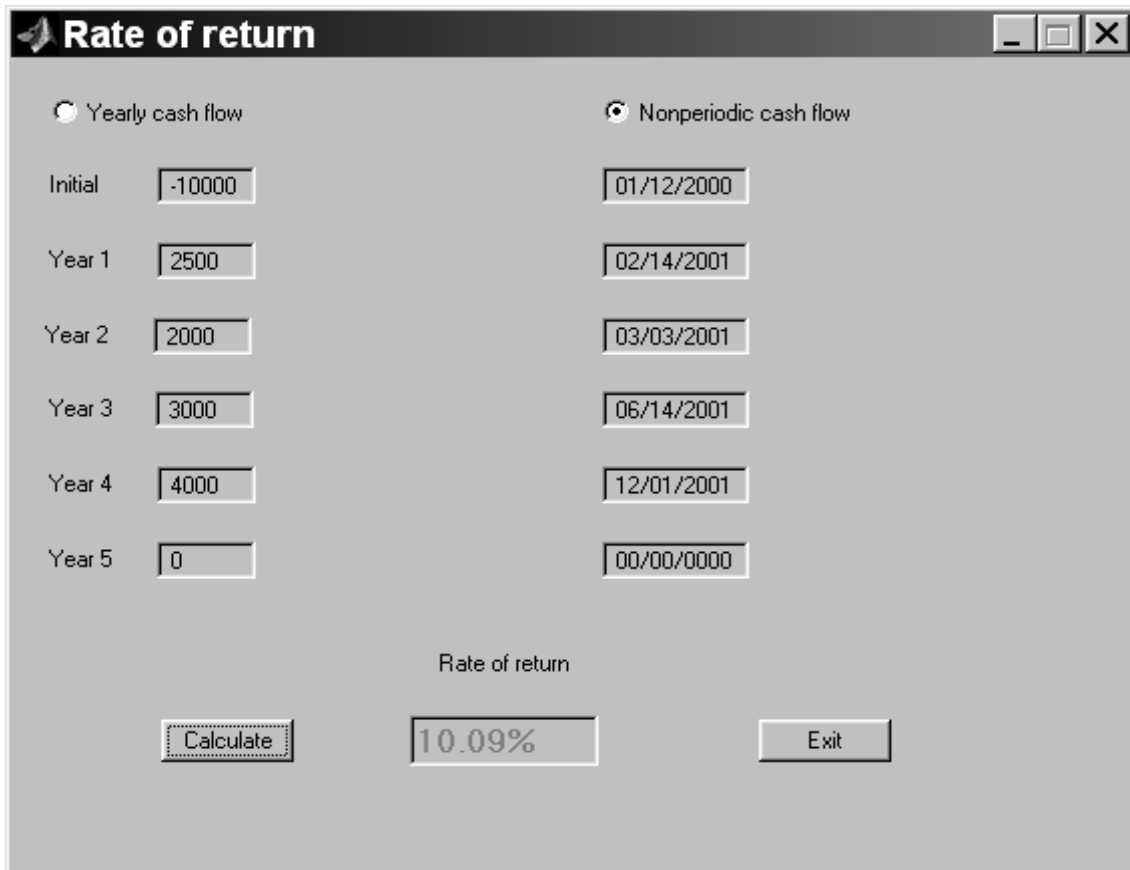 Rate of return
Yearly cash flow Nonperiodic cash flow
Initial -10000 01/12/2000
Year 1 2500 02/14/2001
Year 2 2000 03/03/2001
Year 3 3000 06/14/2001
Year 4 4000 12/01/2001
Year 5 0 00/00/0000
Rate of return
Calculate 10.09% Exit